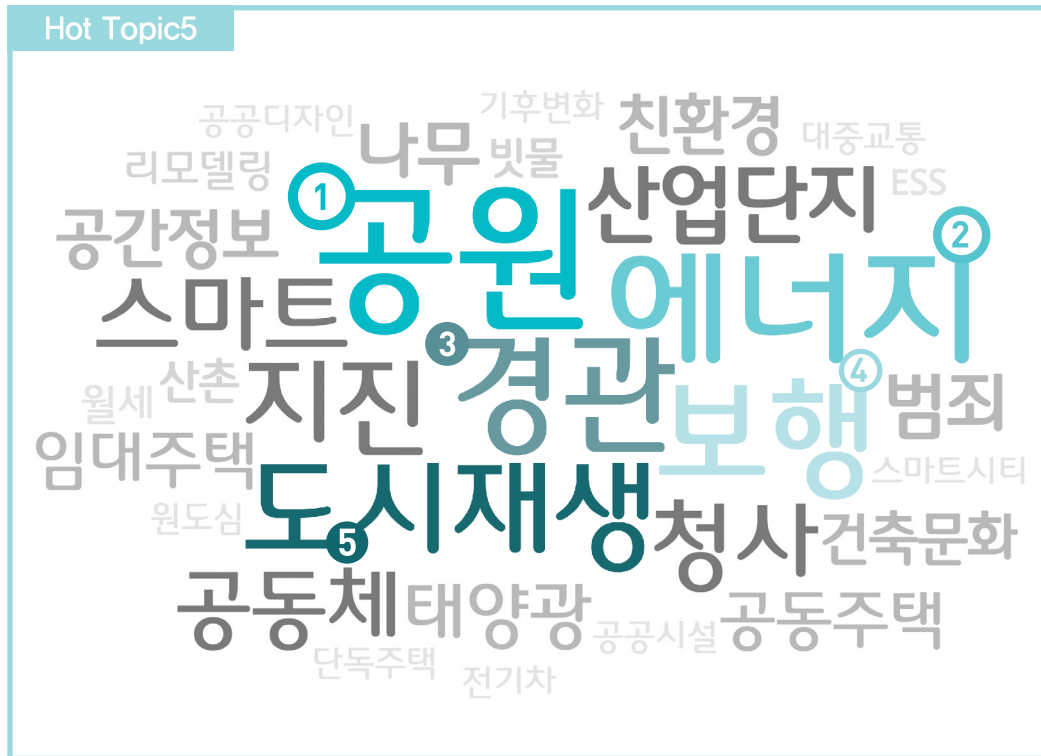 Hot Topic5
공공디자인
기후변화
친환경
대중교통
리모델링
나무
빗물
산업단지
ESS
1
공원
2
에너지
공간정보
스마트
3
경관
지진
4
보행
범죄
월세
산촌
임대주택
스마트시티
원도심
5
도시재생
청사
건축문화
공동체
태양광
공공시설
공동주택
단독주택
전기차